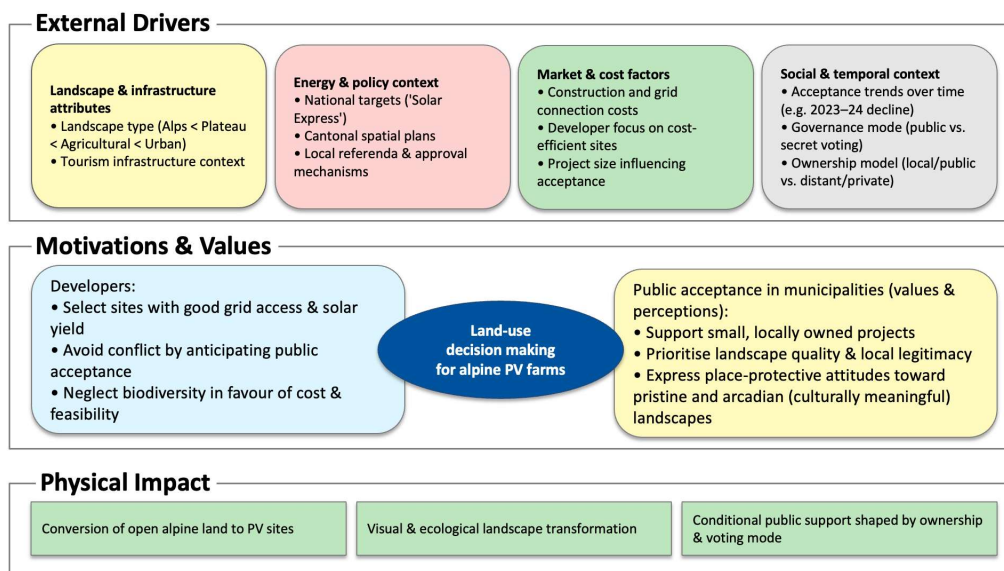 External Drivers
Landscape & infrastructure
attributes
• Landscape type (Alps < Plateau
< Agricultural < Urban)
• Tourism infrastructure context
Energy & policy context
• National targets ('Solar
Express')
• Cantonal spatial plans
• Local referenda & approval
mechanisms
Market & cost factors
• Construction and grid
connection costs
• Developer focus on cost-
efficient sites
• Project size influencing
acceptance
Social & temporal context
• Acceptance trends over time
(e.g. 2023–24 decline)
• Governance mode (public vs.
secret voting)
• Ownership model (local/public
vs. distant/private)
Motivations & Values
Developers:
• Select sites with good grid access & solar
yield
• Avoid conflict by anticipating public
acceptance
• Neglect biodiversity in favour of cost &
feasibility
Land-use
decision making
for alpine PV farms
Public acceptance in municipalities (values &
perceptions):
• Support small, locally owned projects
• Prioritise landscape quality & local legitimacy
• Express place-protective attitudes toward
pristine and arcadian (culturally meaningful)
landscapes
Physical Impact
Conversion of open alpine land to PV sites
Visual & ecological landscape transformation
Conditional public support shaped by ownership
& voting mode